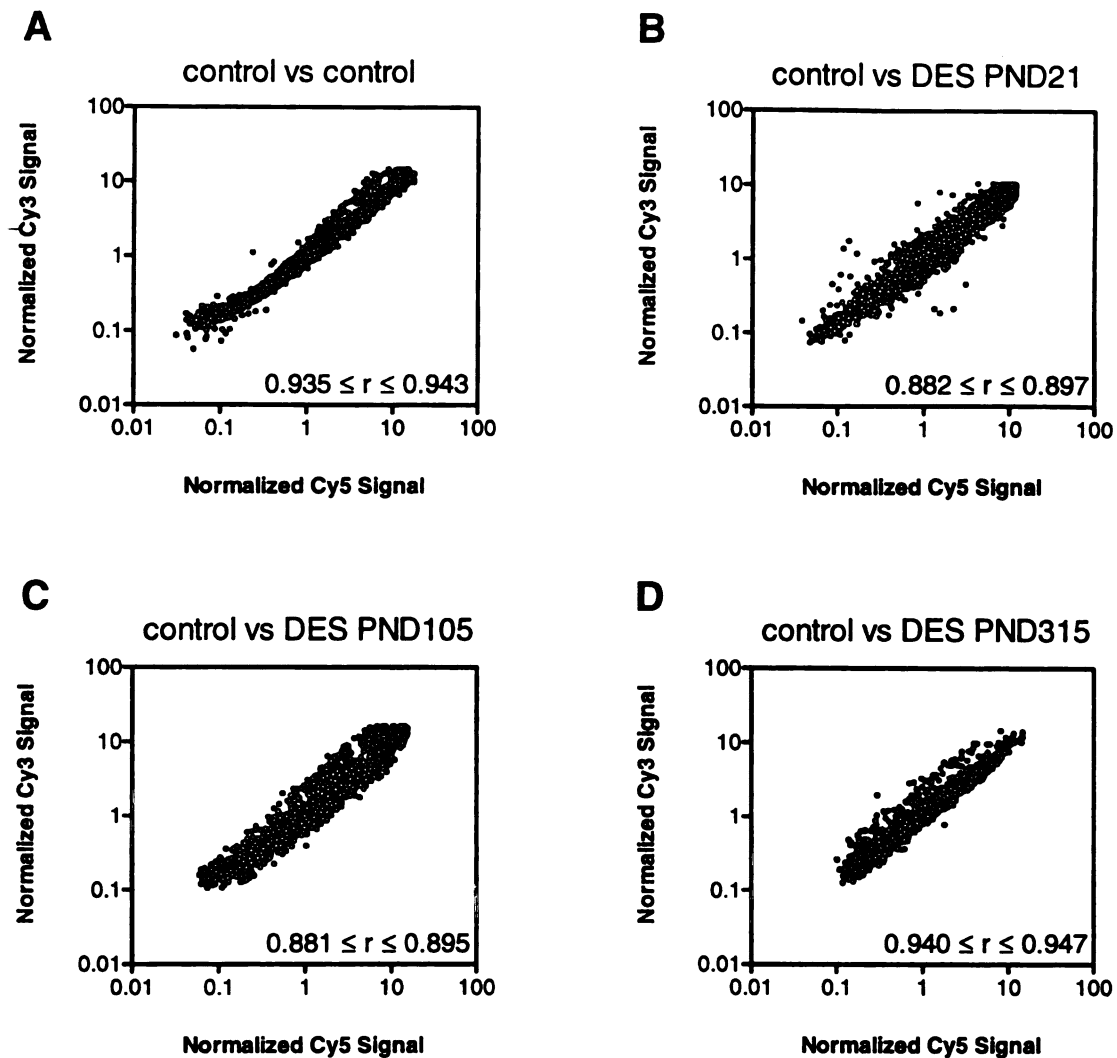 A
control vs control
Normalized Cy3 Signal
100
10
1
0.1
0.01
0.935 ≤ r ≤ 0.943
0.01 0.1 1 10 100
Normalized Cy5 Signal
B
control vs DES PND21
Normalized Cy3 Signal
100
10
1
0.1
0.01
0.882 ≤ r ≤ 0.897
0.01 0.1 1 10 100
Normalized Cy5 Signal
C
control vs DES PND105
Normalized Cy3 Signal
100
10
1
0.1
0.01
0.881 ≤ r ≤ 0.895
0.01 0.1 1 10 100
Normalized Cy5 Signal
D
control vs DES PND315
Normalized Cy3 Signal
100
10
1
0.1
0.01
0.940 ≤ r ≤ 0.947
0.01 0.1 1 10 100
Normalized Cy5 Signal